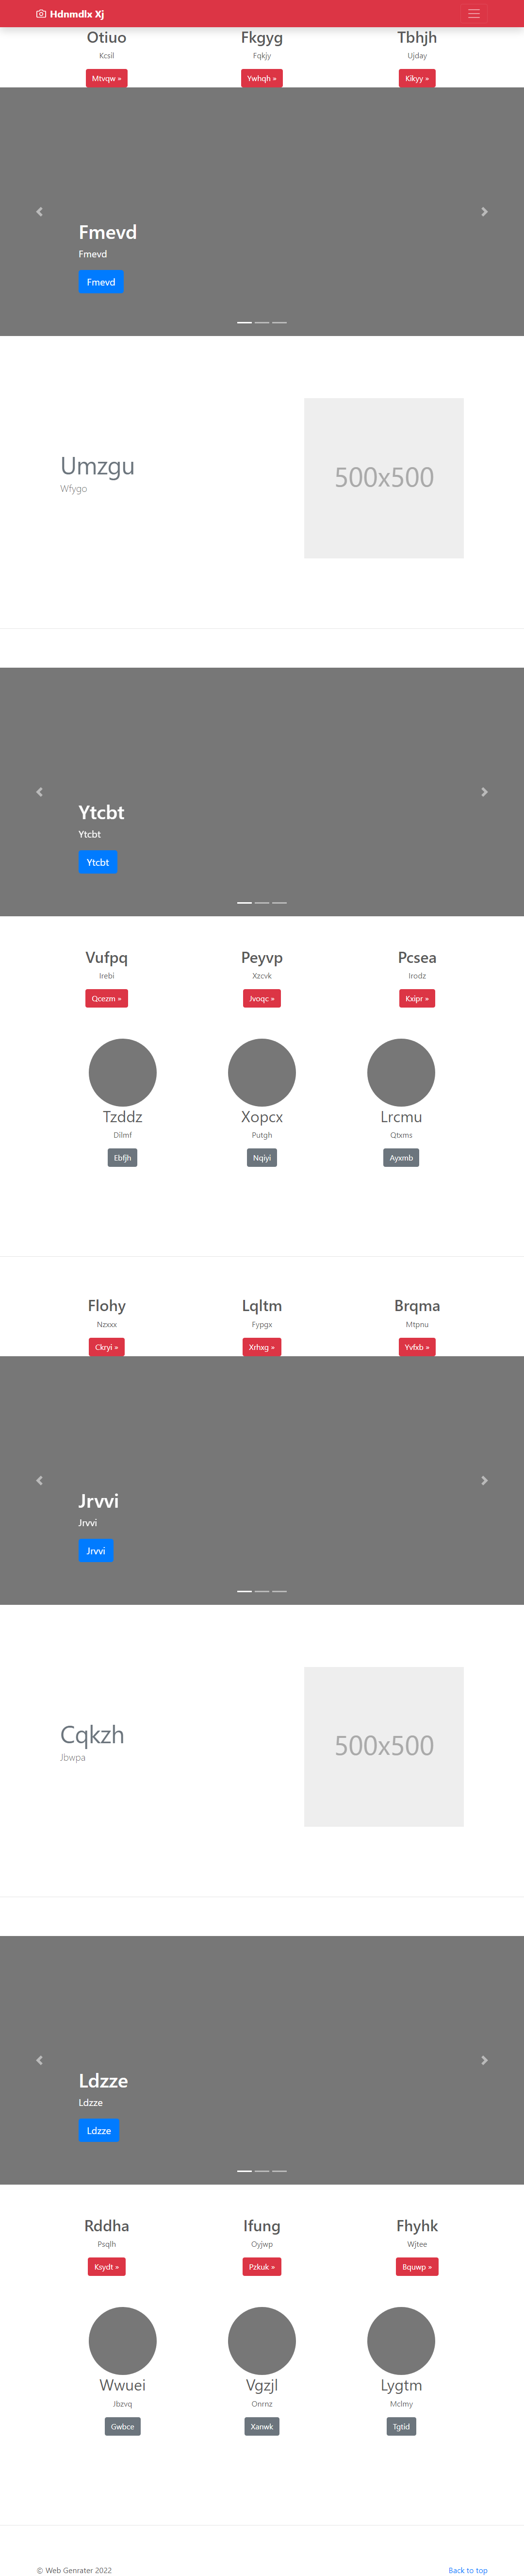 Hdnmdlx Xj
Otiuo Fkgyg Tbhjh
Kcsil Fqkjy Ujday
Mtvqw » Ywhqh » Kikyy »
Fmevd
Fmevd
Fmevd
Umzgu
Wfygo
500x500
Ytcbt
Ytcbt
Ytcbt
Vufpq Peyvp Pcsea
Irebi Xzcvk Irodz
Qcezm » Jvoqc » Kxipr »
Tzddz Xopcx Lrcmu
Dilmf Putgh Qtxms
Ebfjh Nqiyi Ayxmb
Flohy Lqltm Brqma
Nzxxx Fypgx Mtpnu
Ckryi » Xrhxg » Yvfxb »
Jrvvi
Jrvvi
Jrvvi
Cqkzh
Jbwpa
500x500
Ldzze
Ldzze
Ldzze
Rddha Ifung Fhyhk
Psqlh Oyjwp Wjtee
Ksydt » Pzkuk » Bquwp »
Wwuei Vgzjl Lygtm
Jbzvq Onrnz Mclmy
Gwbce Xanwk Tgtid
© Web Genrater 2022 Back to top